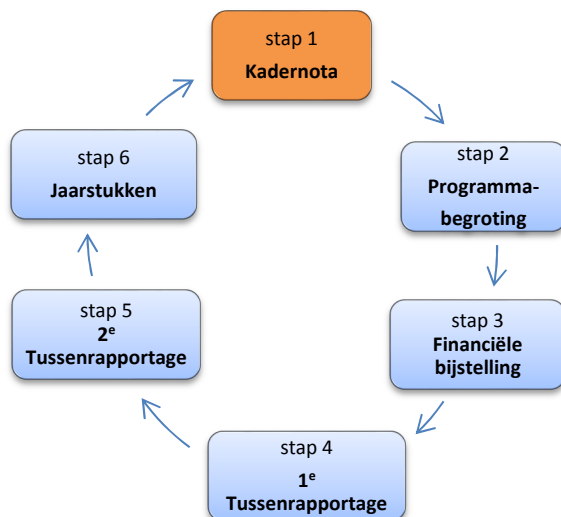 stap 1
Kadernota
stap 2
Programma-
begroting
stap 3
Financiële
bijstelling
stap 4
1e
Tussenrapportage
stap 5
2e
Tussenrapportage
stap 6
Jaarstukken